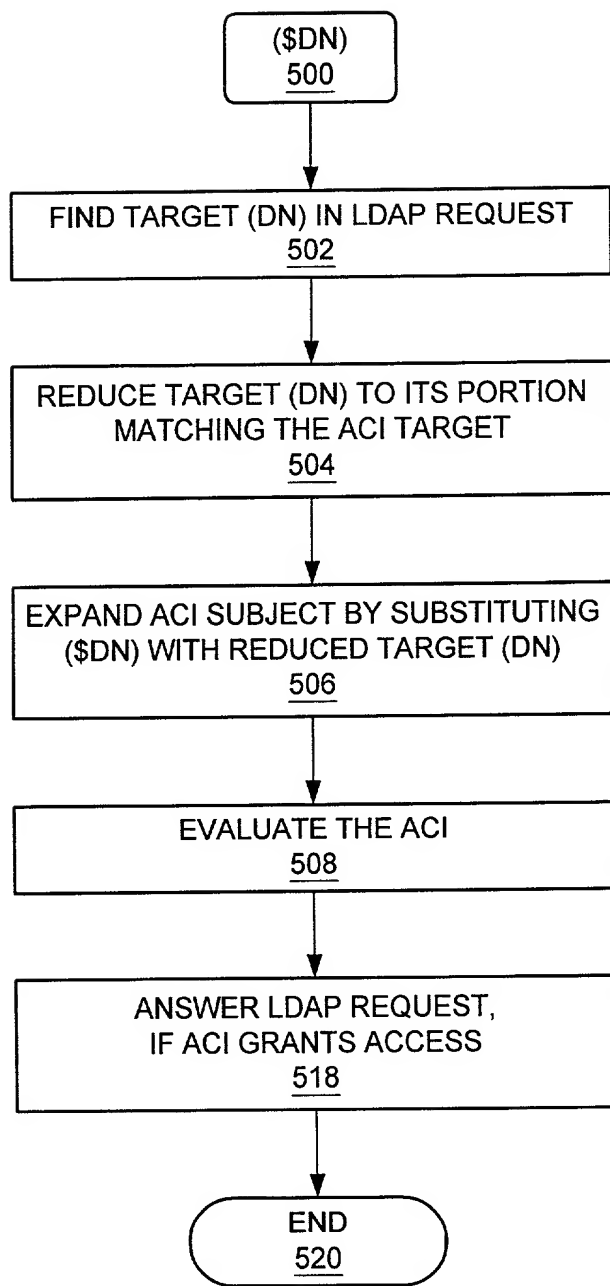 ($DN)
500
FIND TARGET (DN) IN LDAP REQUEST
502
REDUCE TARGET (DN) TO ITS PORTION
MATCHING THE ACI TARGET
504
EXPAND ACI SUBJECT BY SUBSTITUTING
($DN) WITH REDUCED TARGET (DN)
506
EVALUATE THE ACI
508
ANSWER LDAP REQUEST,
IF ACI GRANTS ACCESS
518
END
520